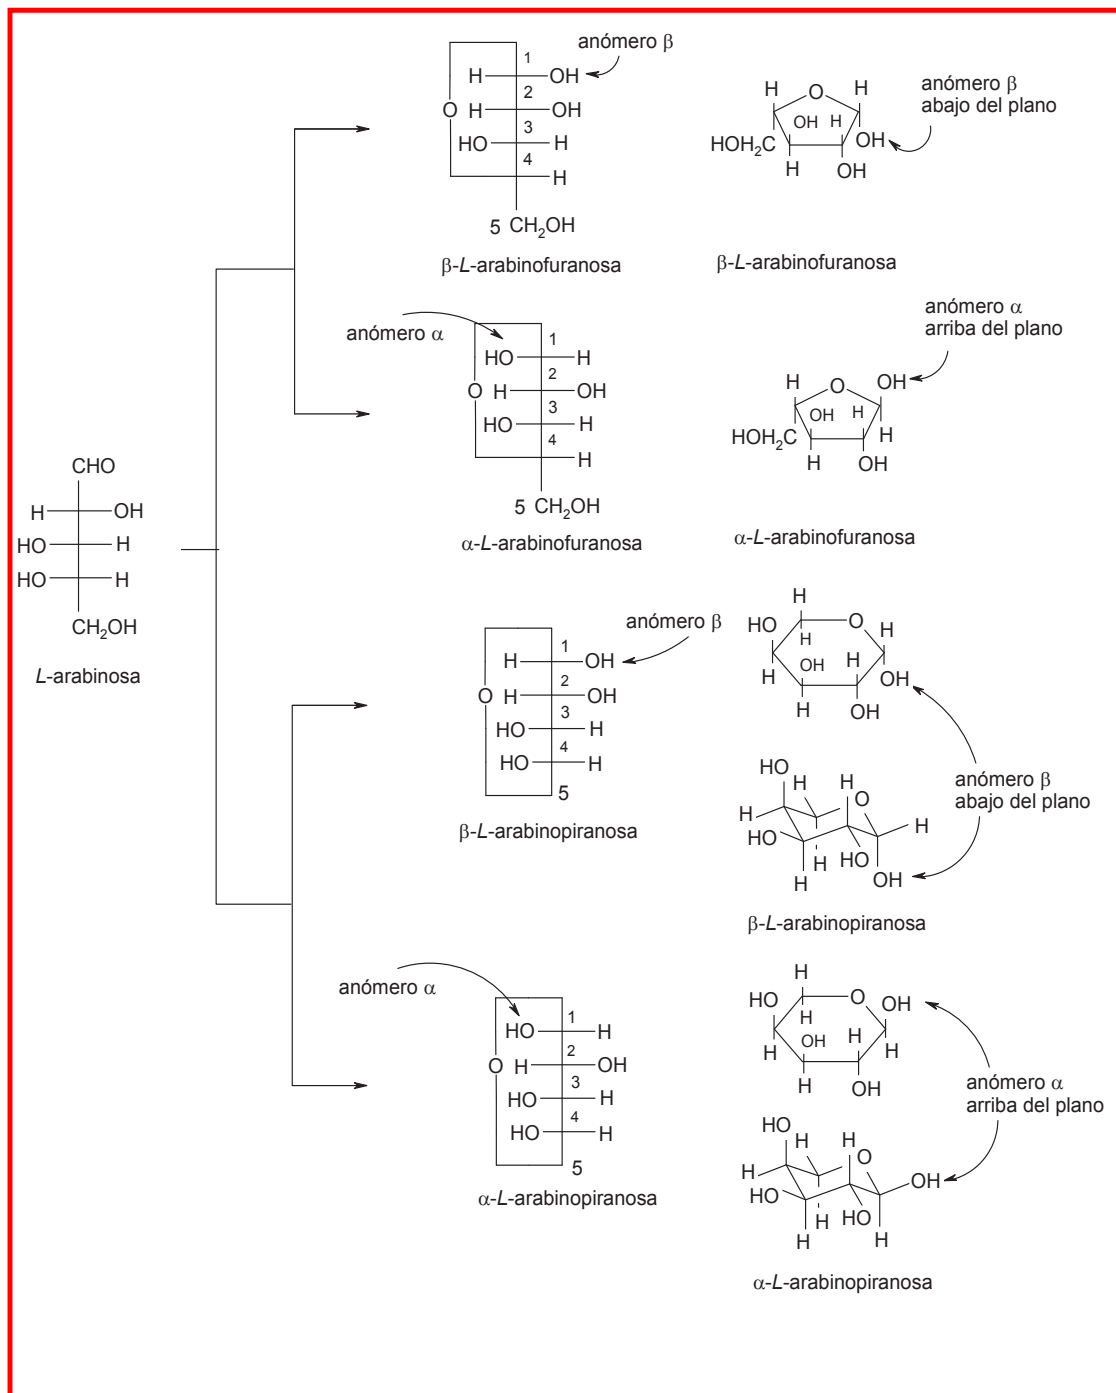 anómero β
1
H OH
2
O H OH
3
HO H
4
H
5 CH2OH
β-L-arabinofuranosa
H O H
OH H
HOH2C OH
H OH
anómero β
abajo del plano
β-L-arabinofuranosa
anómero α
1
HO H
2
O H OH
3
HO H
4
H
5 CH2OH
α-L-arabinofuranosa
anómero α
arriba del plano
H O OH
OH H
HOH2C H
H OH
α-L-arabinofuranosa
CHO
H OH
HO H
HO H
CH2OH
L-arabinosa
anómero β
1
H OH
2
O H OH
3
HO H
4
HO H
5
β-L-arabinopiranosa
H
HO O H
H
OH H
H OH
H OH
HO
H H O
H H
HO
H HO
H OH
anómero β
abajo del plano
β-L-arabinopiranosa
anómero α
1
HO H
2
O H OH
3
HO H
4
HO H
5
α-L-arabinopiranosa
H
HO O OH
H
OH H
H H
H OH
anómero α
arriba del plano
HO
H H O
H OH
HO
H HO
H H
α-L-arabinopiranosa